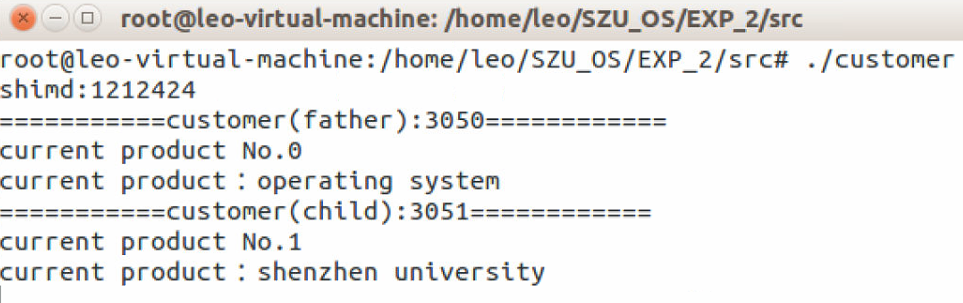 root@leo-virtual-machine: /home/leo/SZU_OS/EXP_2/src
root@leo-virtual-machine:/home/leo/SZU_OS/EXP_2/src# ./customer
shimd:1212424
===========customer(father):3050============
current product No.0
current product：operating system
===========customer(child):3051============
current product No.1
current product：shenzhen university